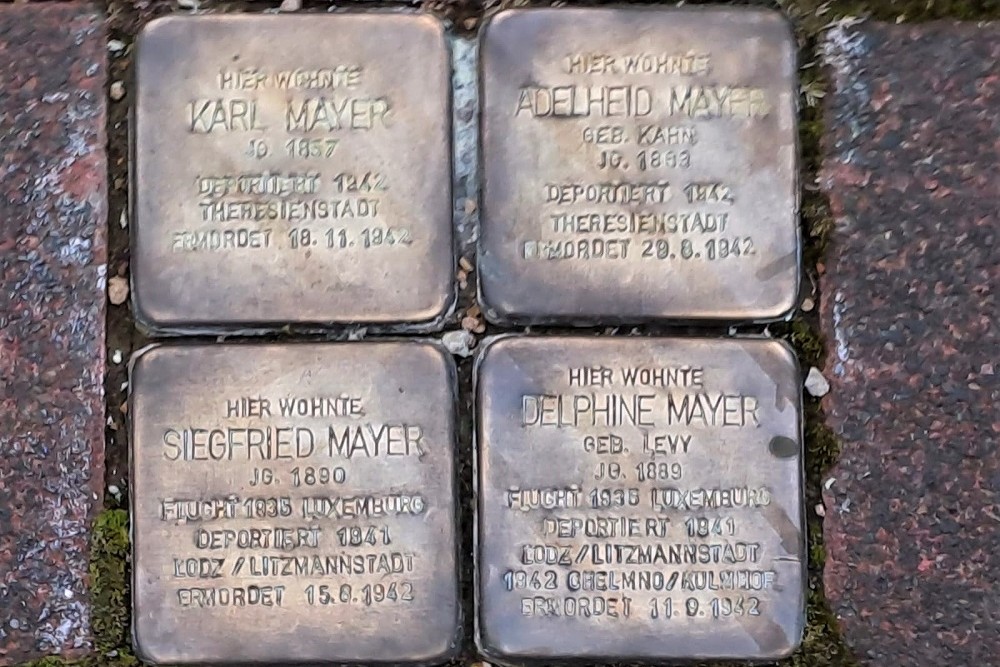 HIER WOHNTE
KARL MAYER
JG. 1857
DEPORTIERT 1942
THERESIENSTADT
ERMORDET 18.11.1942
HIER WOHNTE
ADELHEID MAYER
GEB. KAHN
JG. 1863
DEPORTIERT 1942
THERESIENSTADT
ERMORDET 29.8.1942
HIER WOHNTE
SIEGFRIED MAYER
JG. 1890
FLUCHT 1935 LUXEMBURG
DEPORTIERT 1941
LODZ / LITZMANNSTADT
ERMORDET 15.8.1942
HIER WOHNTE
DELPHINE MAYER
GEB. LEVY
JG. 1889
FLUCHT 1935 LUXEMBURG
DEPORTIERT 1941
LODZ / LITZMANNSTADT
1942 CHELMNO / KULMHOF
ERMORDET 11.9.1942